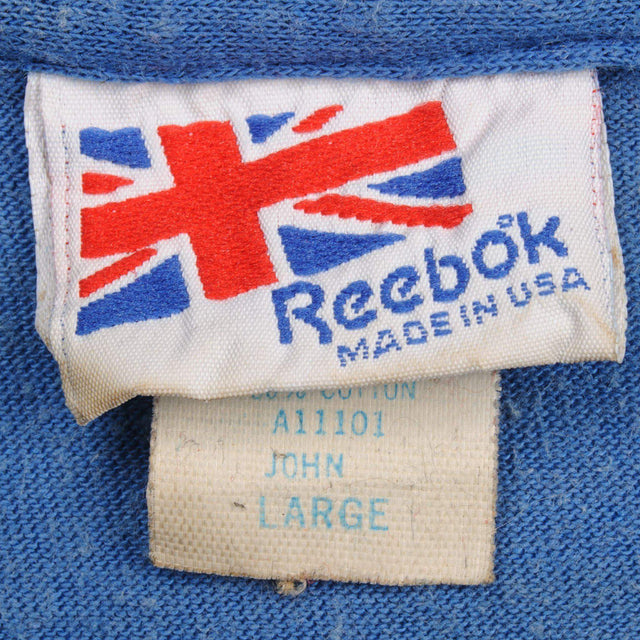 Reebok
MADE IN USA
% COTTON
A11101
JOHN
LARGE